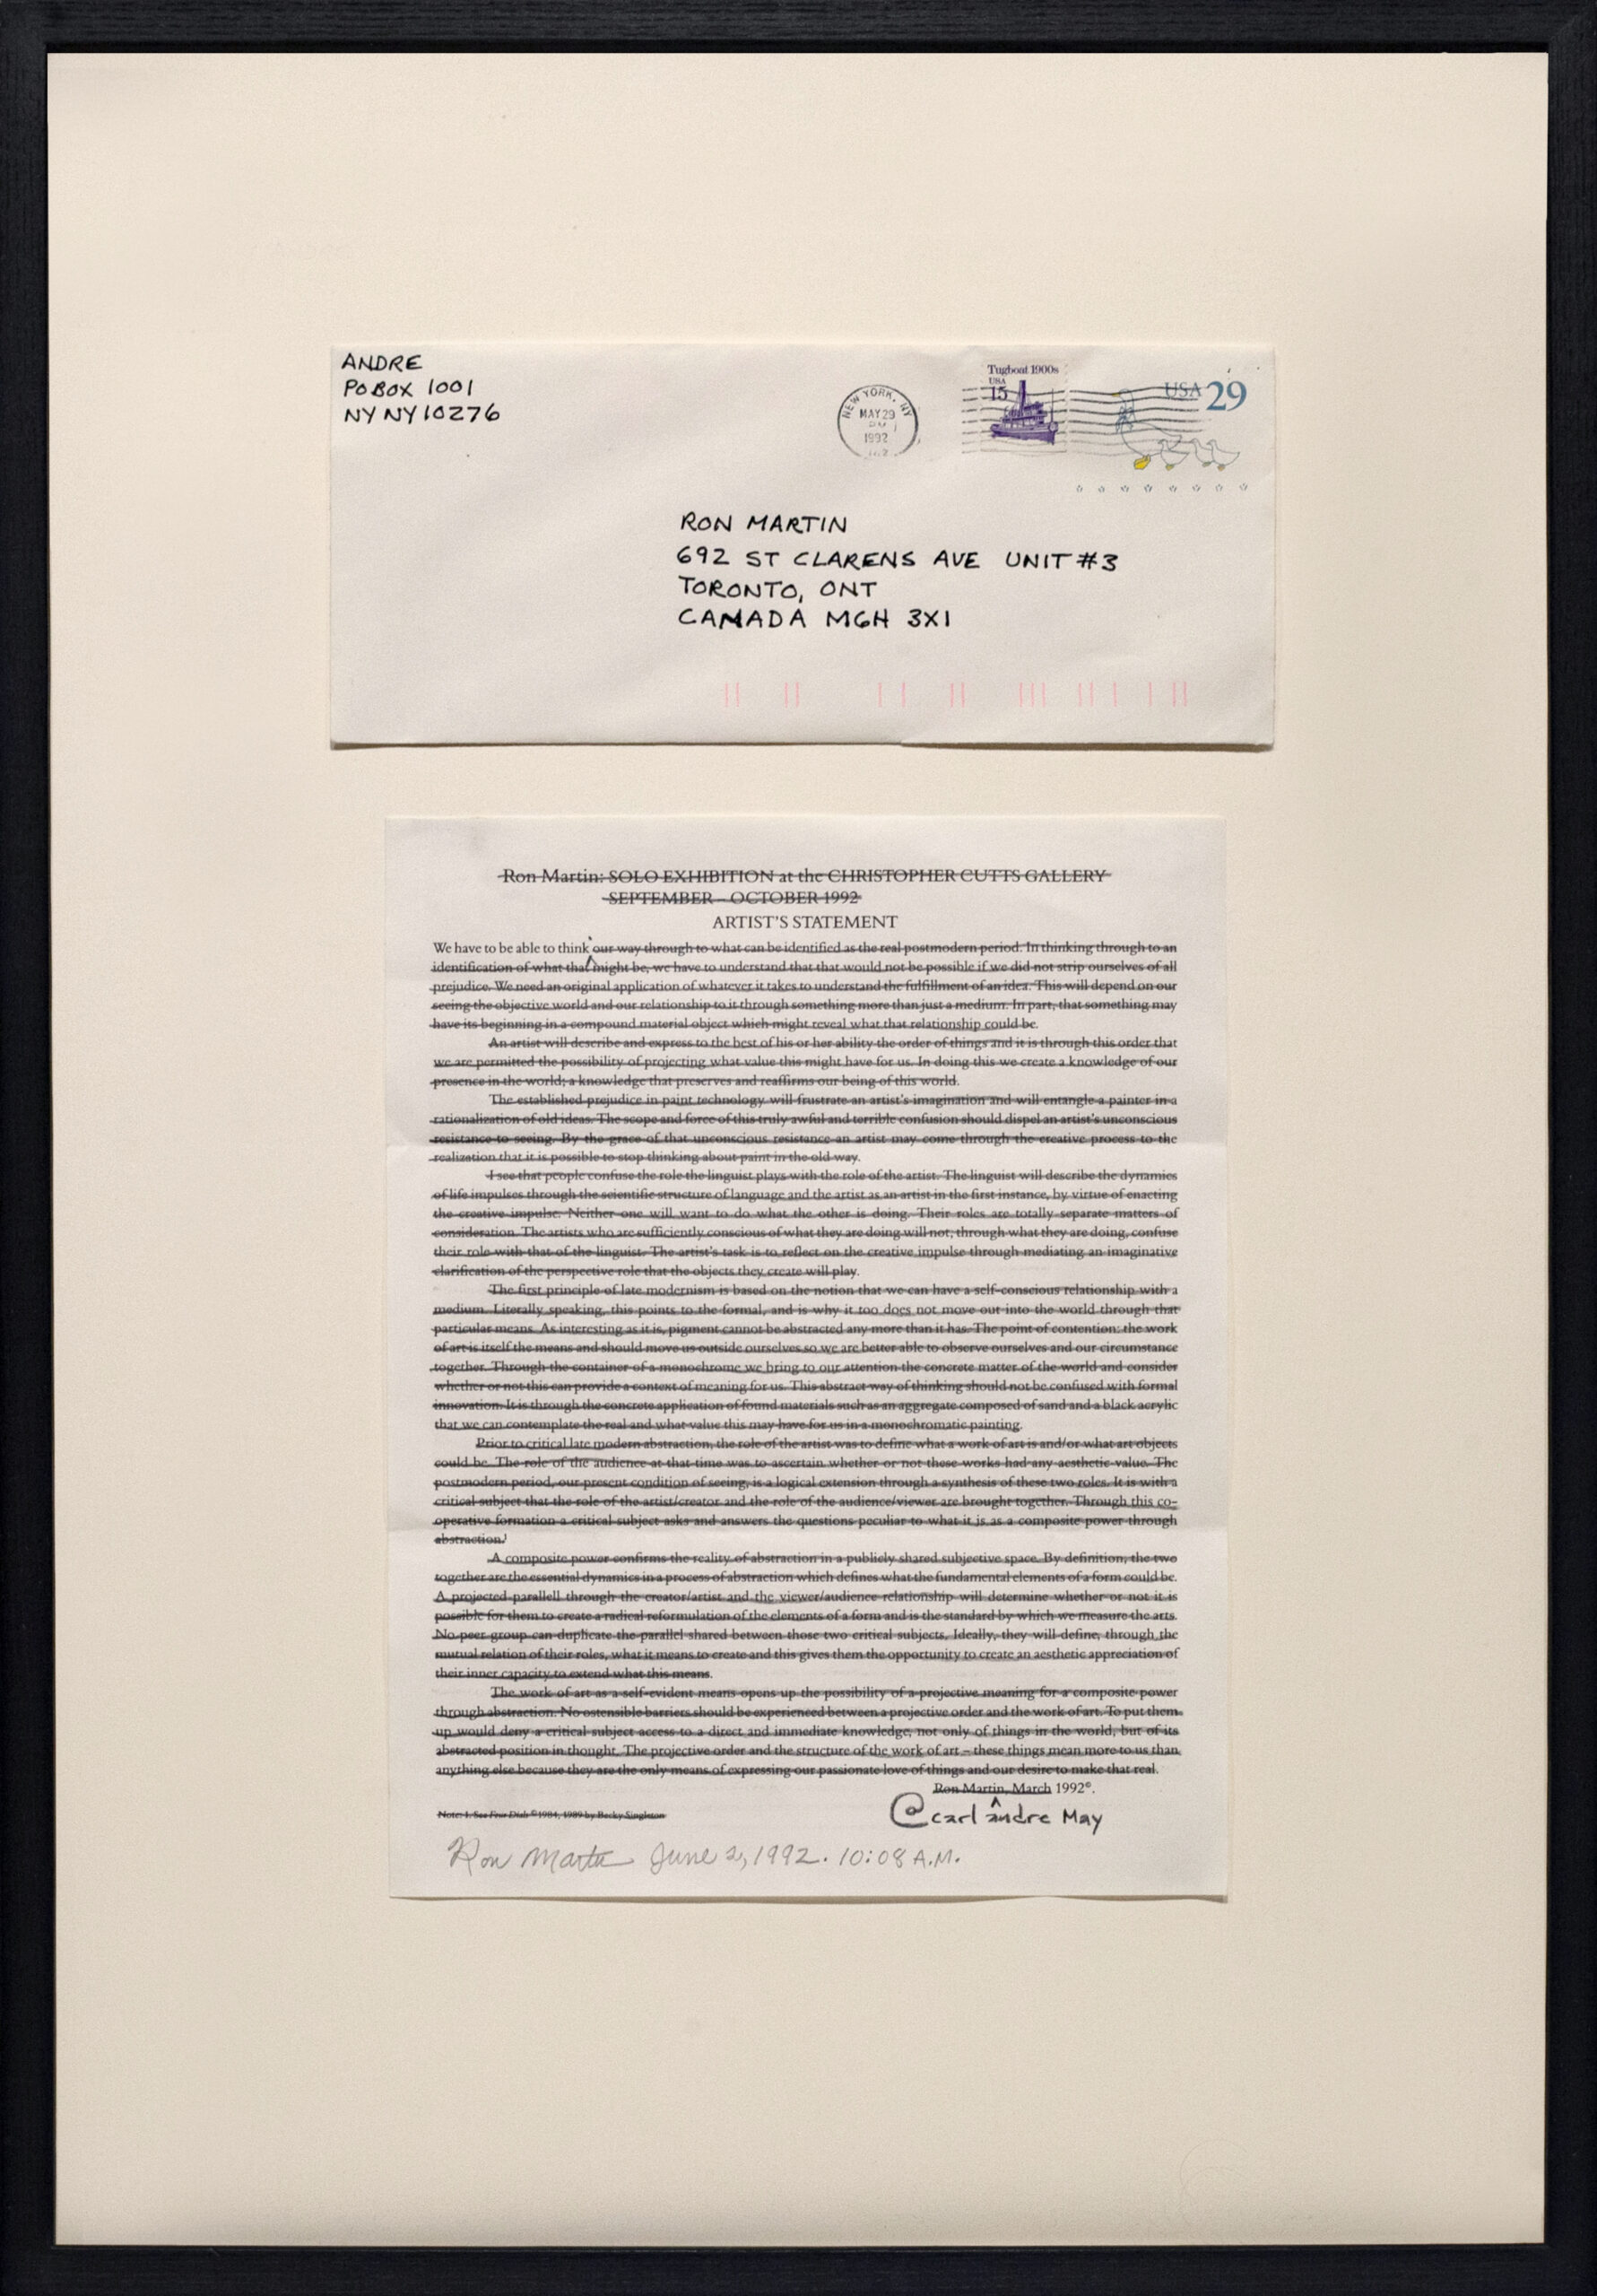 ANDRE
PO BOX 1001
NY NY 10276
NEW YORK, NY
MAY 29
1992
Tugboat 1900s
USA
15
USA 29
RON MARTIN
692 ST CLARENS AVE UNIT #3
TORONTO, ONT
CANADA M6H 3X1
Ron Martin: SOLO EXHIBITION at the CHRISTOPHER CUTTS GALLERY
SEPTEMBER – OCTOBER 1992
ARTIST'S STATEMENT
We have to be able to think our way through to what can be identified as the real postmodern period. In thinking through to an
identification of what that might be, we have to understand that that would not be possible if we did not strip ourselves of all
prejudice. We need an original application of whatever it takes to understand the fulfillment of an idea. This will depend on our
seeing the objective world and our relationship to it through something more than just a medium. In part, that something may
have its beginning in a compound material object which might reveal what that relationship could be.
An artist will describe and express to the best of his or her ability the order of things and it is through this order that
we are permitted the possibility of projecting what value this might have for us. In doing this we create a knowledge of our
presence in the world; a knowledge that preserves and reaffirms our being of this world.
The established prejudice in paint technology will frustrate an artist's imagination and will entangle a painter in a
rationalization of old ideas. The scope and force of this truly awful and terrible confusion should dispel an artist's unconscious
resistance to seeing. By the grace of that unconscious resistance an artist may come through the creative process to the
realization that it is possible to stop thinking about paint in the old way.
I see that people confuse the role the linguist plays with the role of the artist. The linguist will describe the dynamics
of life impulses through the scientific structure of language and the artist as an artist in the first instance, by virtue of enacting
the creative impulse. Neither one will want to do what the other is doing. Their roles are totally separate matters of
consideration. The artists who are sufficiently conscious of what they are doing will not, through what they are doing, confuse
their role with that of the linguist. The artist's task is to reflect on the creative impulse through mediating an imaginative
clarification of the perspective role that the objects they create will play.
The first principle of late modernism is based on the notion that we can have a self-conscious relationship with a
medium. Literally speaking, this points to the formal, and is why it too does not move out into the world through that
particular means. As interesting as it is, pigment cannot be abstracted any more than it has. The point of contention: the work
of art is itself the means and should move us outside ourselves so we are better able to observe ourselves and our circumstance
together. Through the container of a monochrome we bring to our attention the concrete matter of the world and consider
whether or not this can provide a context of meaning for us. This abstract way of thinking should not be confused with formal
innovation. It is through the concrete application of found materials such as an aggregate composed of sand and a black acrylic
that we can contemplate the real and what value this may have for us in a monochromatic painting.
Prior to critical late modern abstraction, the role of the artist was to define what a work of art is and/or what art objects
could be. The role of the audience at that time was to ascertain whether or not these works had any aesthetic value. The
postmodern period, our present condition of seeing, is a logical extension through a synthesis of these two roles. It is with a
critical subject that the role of the artist/creator and the role of the audience/viewer are brought together. Through this co-
operative formation a critical subject asks and answers the questions peculiar to what it is as a composite power through
abstraction.¹
A composite power confirms the reality of abstraction in a publicly shared subjective space. By definition, the two
together are the essential dynamics in a process of abstraction which defines what the fundamental elements of a form could be.
A projected parallell through the creator/artist and the viewer/audience relationship will determine whether or not it is
possible for them to create a radical reformulation of the elements of a form and is the standard by which we measure the arts.
No peer group can duplicate the parallel shared between those two critical subjects. Ideally, they will define, through the
mutual relation of their roles, what it means to create and this gives them the opportunity to create an aesthetic appreciation of
their inner capacity to extend what this means.
The work of art as a self-evident means opens up the possibility of a projective meaning for a composite power
through abstraction. No ostensible barriers should be experienced between a projective order and the work of art. To put them
up would deny a critical subject access to a direct and immediate knowledge, not only of things in the world, but of its
abstracted position in thought. The projective order and the structure of the work of art – these things mean more to us than
anything else because they are the only means of expressing our passionate love of things and our desire to make that real.
Ron Martin, March 1992©.
Note: 1. See Four Dish ©1984, 1989 by Becky Singleton
@ carl andre May
Ron Martin June 2, 1992. 10:08 A.M.